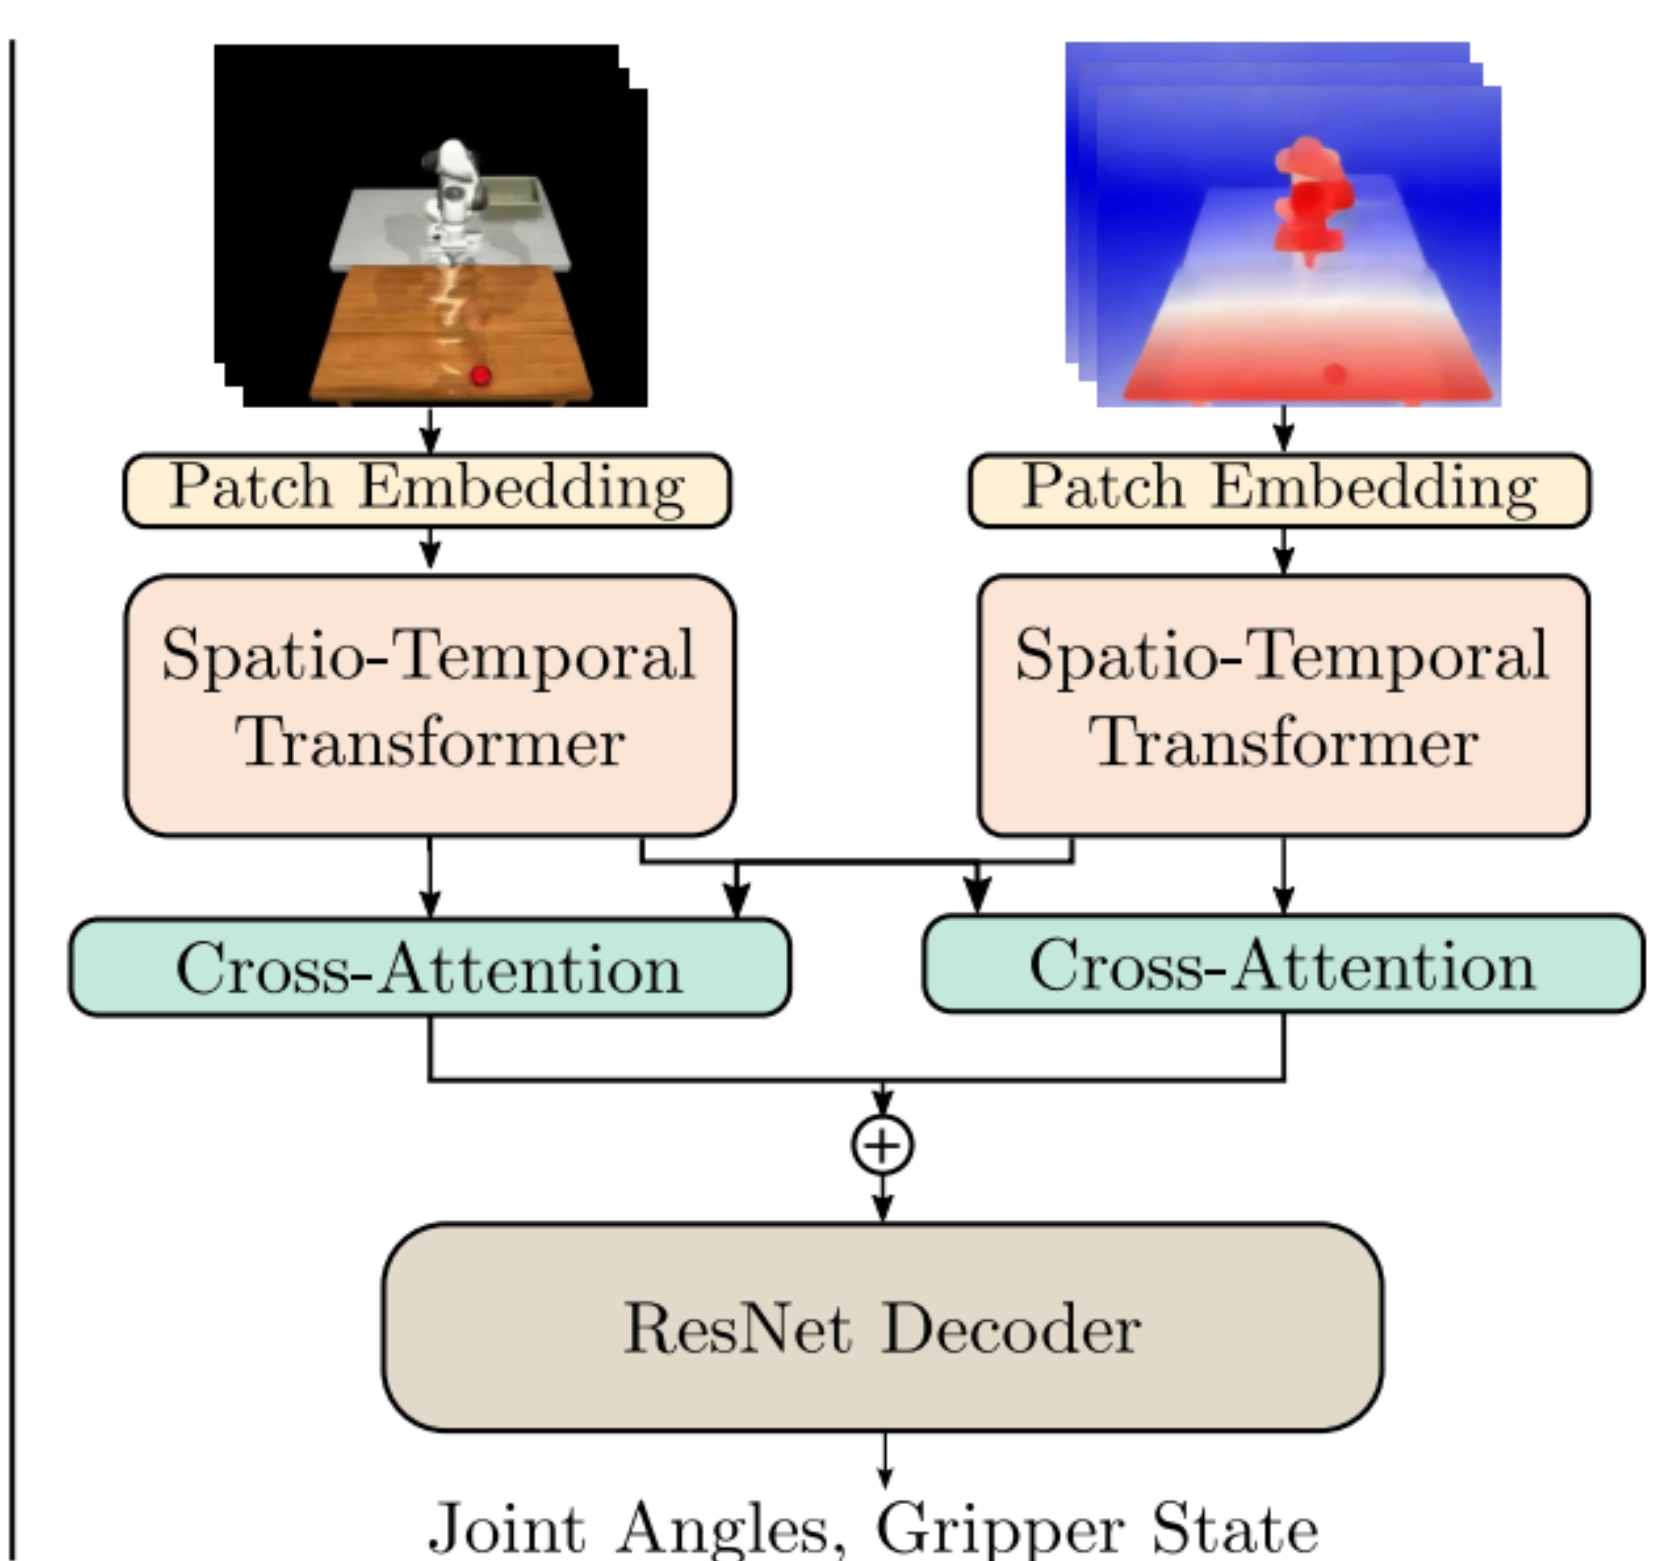 Patch Embedding
Patch Embedding
Spatio-Temporal
Transformer
Spatio-Temporal
Transformer
Cross-Attention
Cross-Attention
ResNet Decoder
Joint Angles, Gripper State